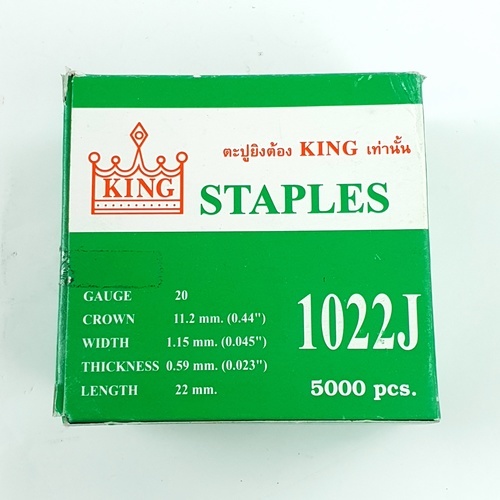 ตะปูยิงต้อง KING เท่านั้น
KING
STAPLES
GAUGE 20
CROWN 11.2 mm. (0.44")
WIDTH 1.15 mm. (0.045")
THICKNESS 0.59 mm. (0.023")
LENGTH 22 mm.
1022J
5000 pcs.